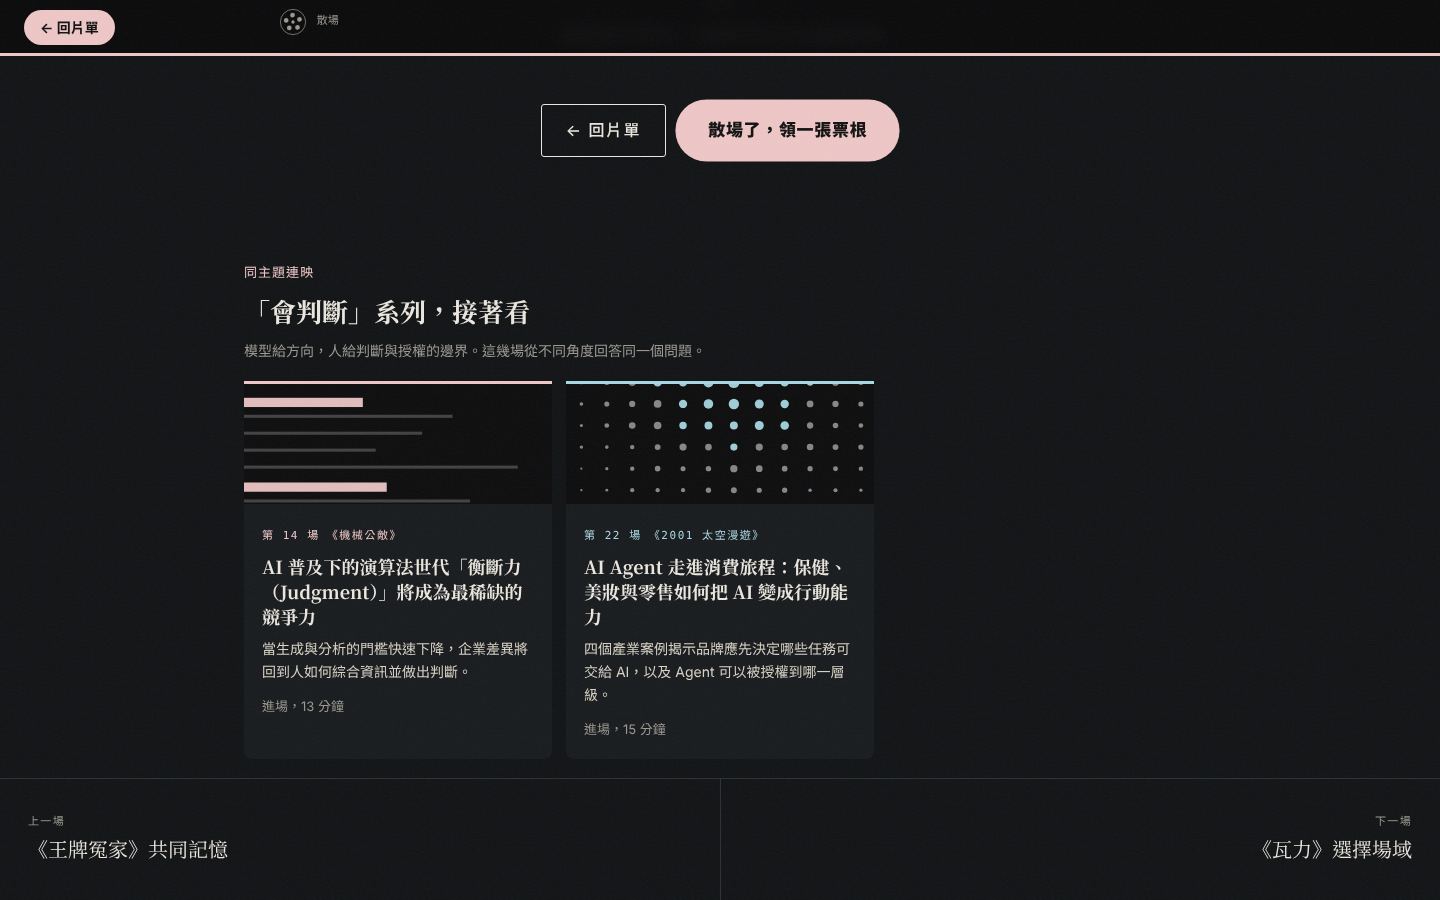 ← 回片單
散場
← 回片單
散場了，領一張票根
同主題連映
「會判斷」系列，接著看
模型給方向，人給判斷與授權的邊界。這幾場從不同角度回答同一個問題。
第 14 場 《機械公敵》
AI 普及下的演算法世代「衡斷力
（Judgment）」將成為最稀缺的
競爭力
當生成與分析的門檻快速下降，企業差異將
回到人如何綜合資訊並做出判斷。
進場，13 分鐘
第 22 場 《2001 太空漫遊》
AI Agent 走進消費旅程：保健、
美妝與零售如何把 AI 變成行動能
力
四個產業案例揭示品牌應先決定哪些任務可
交給 AI，以及 Agent 可以被授權到哪一層
級。
進場，15 分鐘
上一場
《王牌冤家》共同記憶
下一場
《瓦力》選擇場域